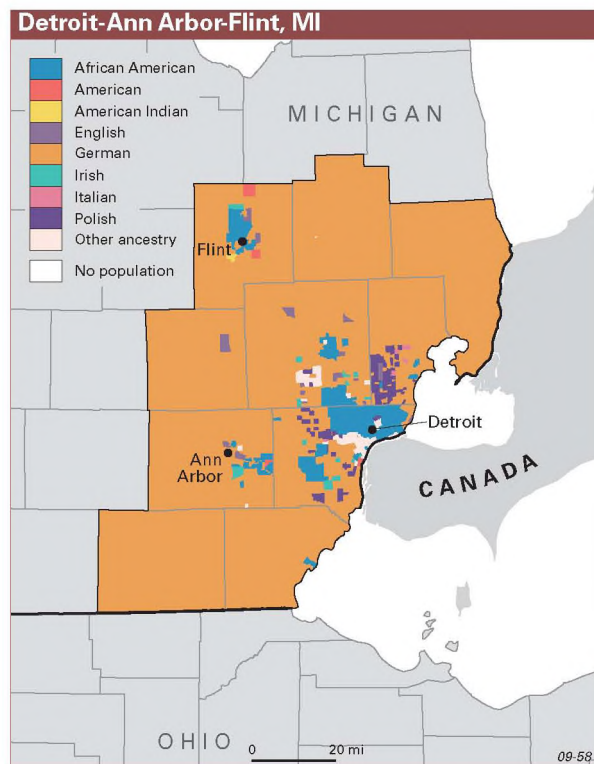 Detroit-Ann Arbor-Flint, MI
African American
American
American Indian
English
German
Irish
Italian
Polish
Other ancestry
No population
MICHIGAN
Flint
Detroit
Ann
Arbor
CANADA
OHIO
0 20 mi
09-58